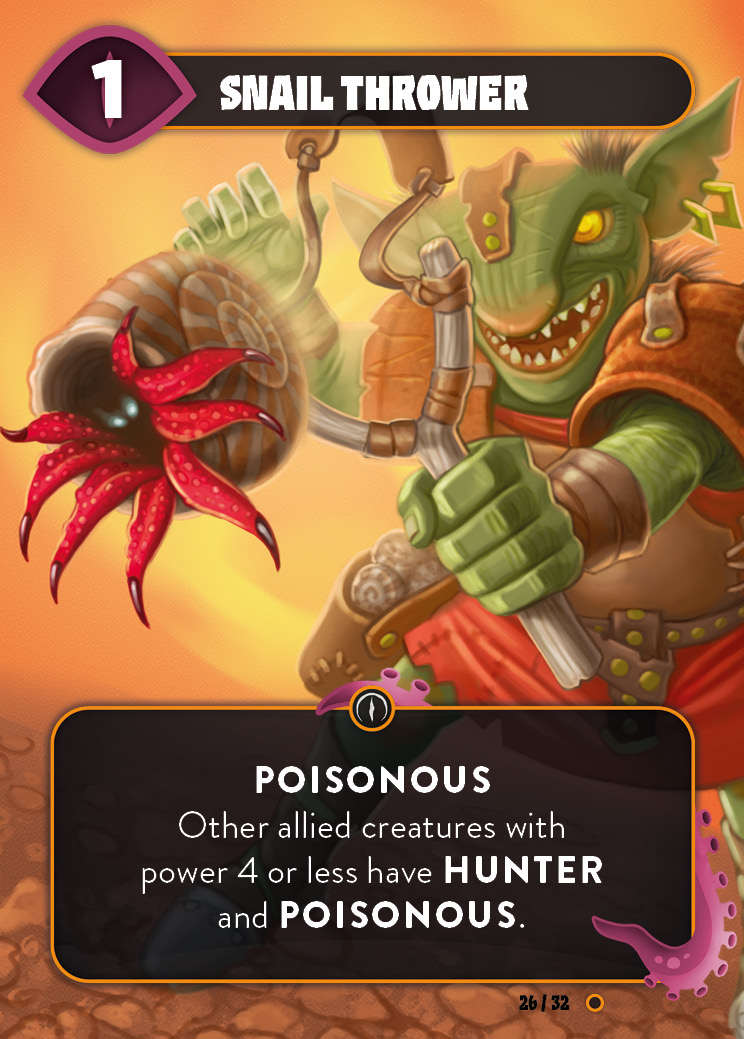 1
SNAIL THROWER
POISONOUS
Other allied creatures with
power 4 or less have HUNTER
and POISONOUS.
26 / 32